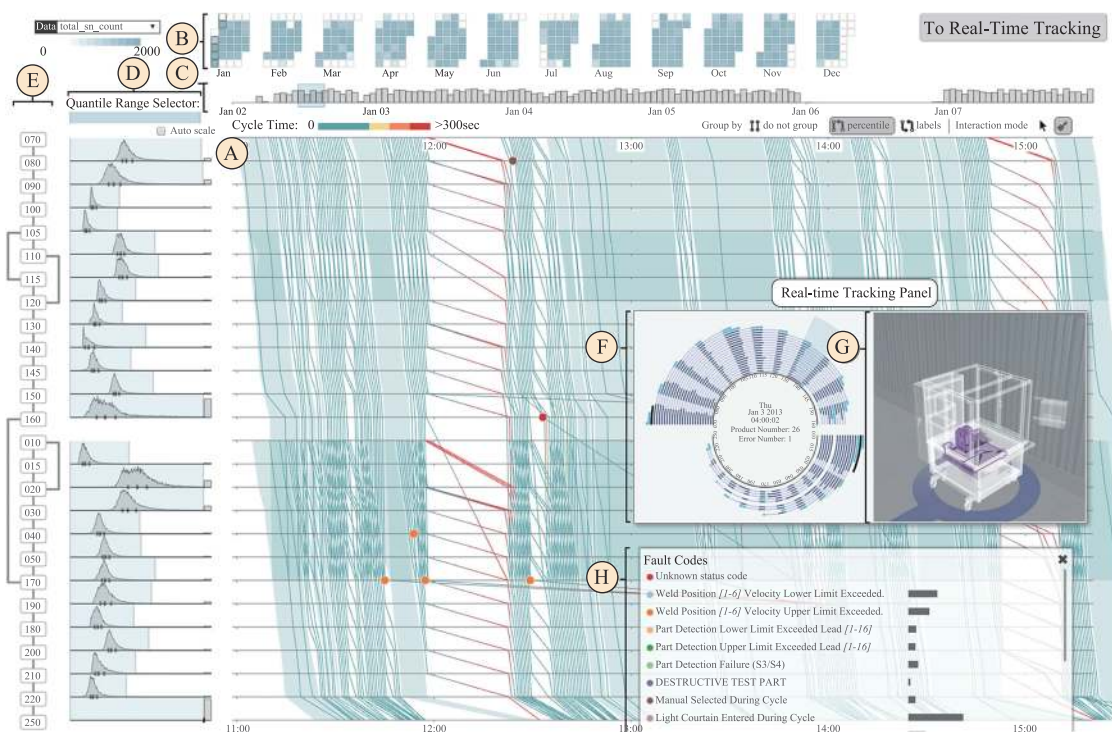 Data total_sn_count
0 2000
To Real-Time Tracking
B
Jan Feb Mar Apr May Jun Jul Aug Sep Oct Nov Dec
E
D
C
Quantile Range Selector:
Jan 02 Jan 03 Jan 04 Jan 06 Jan 07
Auto scale
Cycle Time: 0 >300sec
Group by do not group percentile labels Interaction mode
A
12:00 13:00 14:00 15:00
070
080
090
100
105
110
115
120
130
140
145
150
160
010
015
020
030
040
050
170
190
180
200
210
220
250
Real-time Tracking Panel
F
G
Thu
Jan 3 2013
04:00:02
Product Noumber: 26
Error Number: 1
H
Fault Codes
Unknown status code
Weld Position [1-6] Velocity Lower Limit Exceeded.
Weld Position [1-6] Velocity Upper Limit Exceeded.
Part Detection Lower Limit Exceeded Lead [1-16]
Part Detection Upper Limit Exceeded Lead [1-16]
Part Detection Failure (S3/S4)
DESTRUCTIVE TEST PART
Manual Selected During Cycle
Light Courtain Entered During Cycle
11:00 12:00 13:00 14:00 15:00